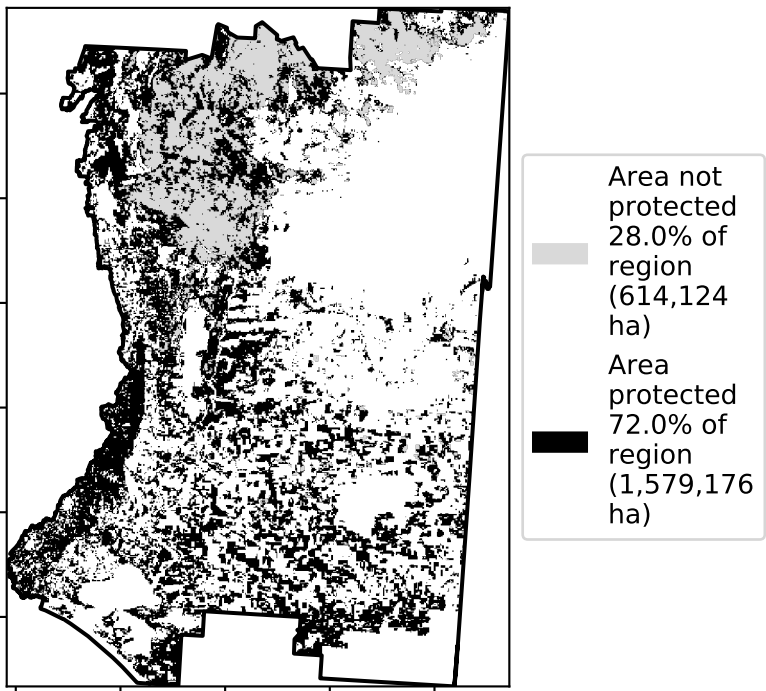 Area not
protected
28.0% of
region
(614,124
ha)
Area
protected
72.0% of
region
(1,579,176
ha)